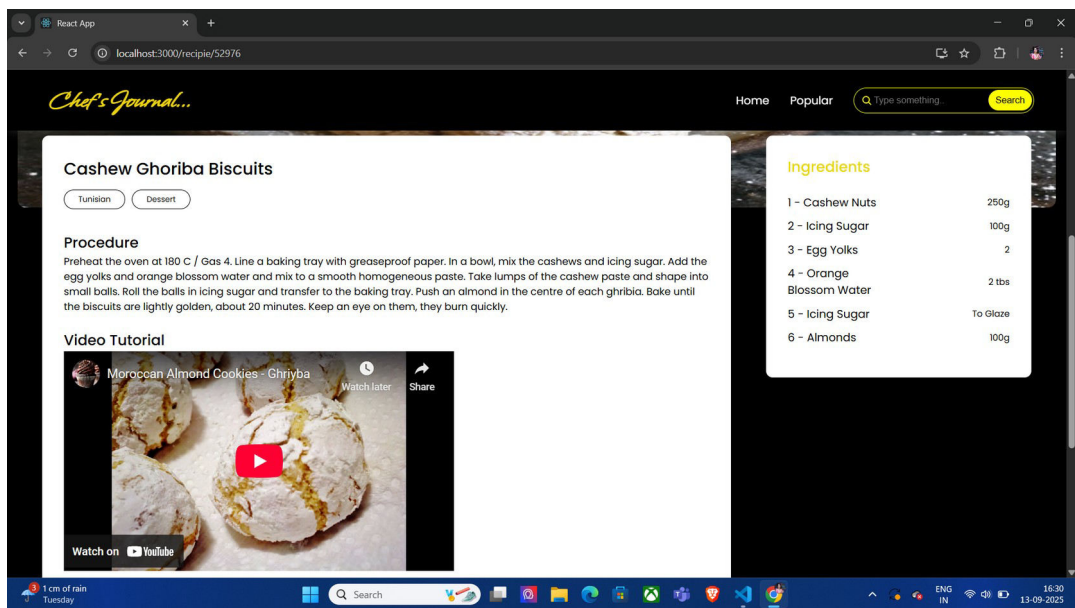 React App
localhost:3000/recipie/52976
Chef's Journal...
Home
Popular
Type something..
Search
Cashew Ghoriba Biscuits
Tunisian
Dessert
Procedure
Preheat the oven at 180 C / Gas 4. Line a baking tray with greaseproof paper. In a bowl, mix the cashews and icing sugar. Add the
egg yolks and orange blossom water and mix to a smooth homogeneous paste. Take lumps of the cashew paste and shape into
small balls. Roll the balls in icing sugar and transfer to the baking tray. Push an almond in the centre of each ghribia. Bake until
the biscuits are lightly golden, about 20 minutes. Keep an eye on them, they burn quickly.
Video Tutorial
Moroccan Almond Cookies - Ghriyba
Watch later
Share
Watch on YouTube
Ingredients
1 - Cashew Nuts 250g
2 - Icing Sugar 100g
3 - Egg Yolks 2
4 - Orange
Blossom Water 2 tbs
5 - Icing Sugar To Glaze
6 - Almonds 100g
3
1 cm of rain
Tuesday
Search
ENG
IN
16:30
13-09-2025